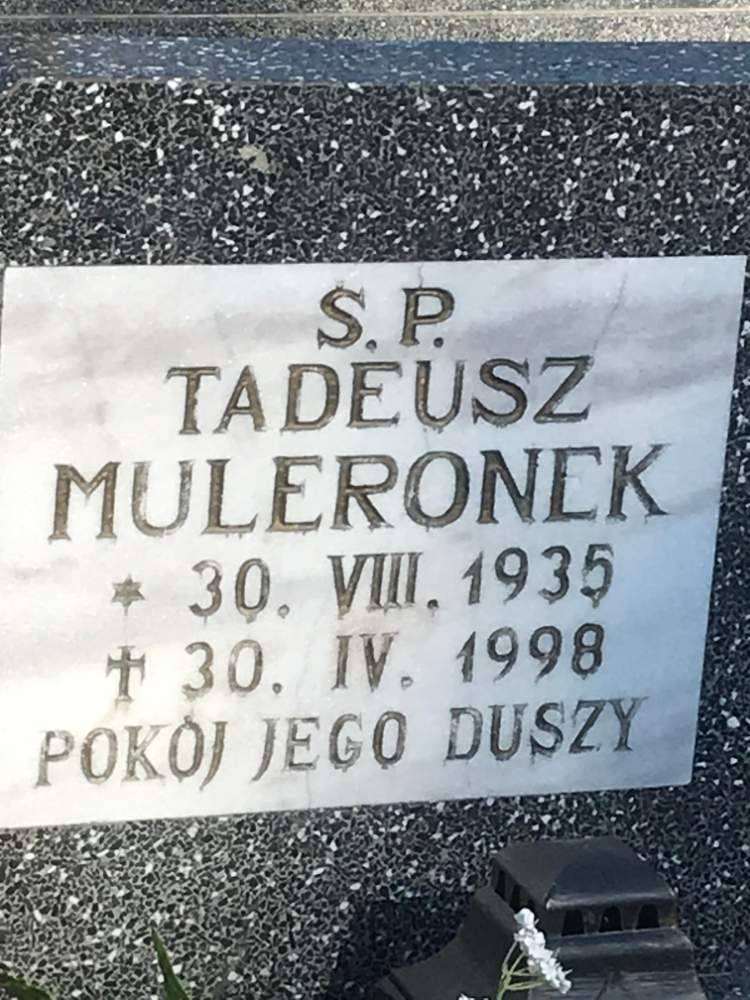 Ś. P.
TADEUSZ
MULERONEK
* 30. VIII. 1935
† 30. IV. 1998
POKÓJ JEGO DUSZY